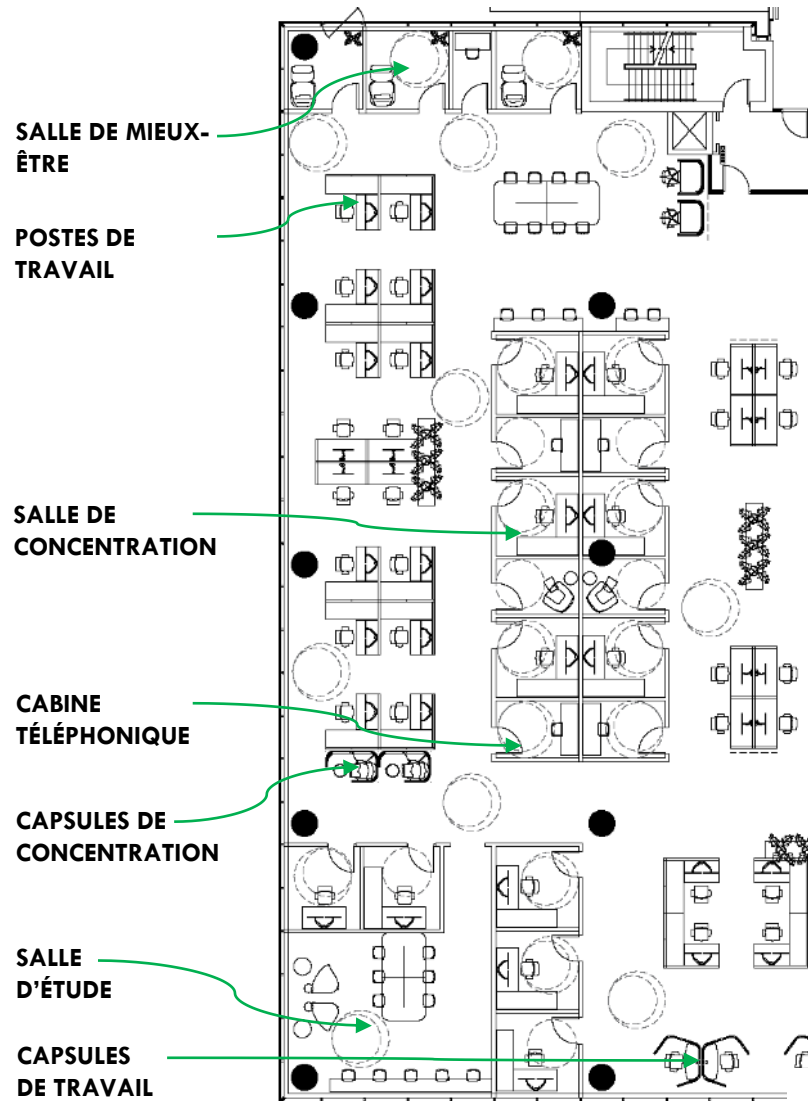 SALLE DE MIEUX-
ÊTRE
POSTES DE
TRAVAIL
SALLE DE
CONCENTRATION
CABINE
TÉLÉPHONIQUE
CAPSULES DE
CONCENTRATION
SALLE
D'ÉTUDE
CAPSULES
DE TRAVAIL